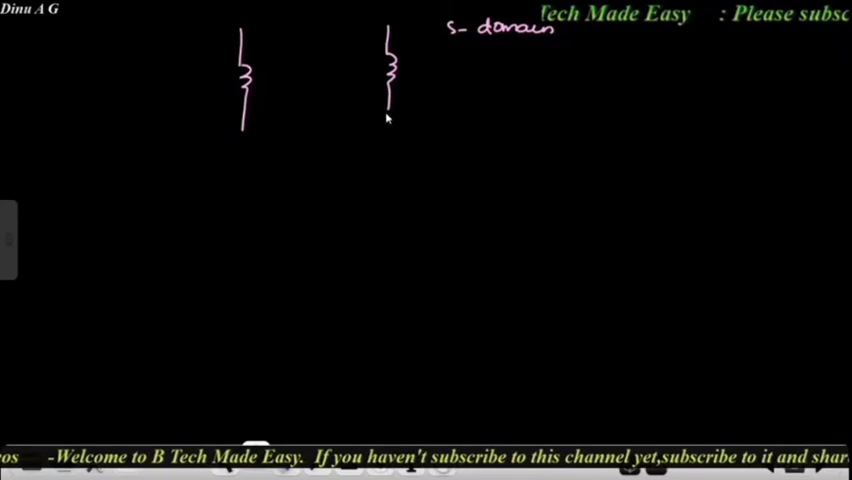 Dinu A G
Tech Made Easy : Please subsc
s- domain
eos -Welcome to B Tech Made Easy. If you haven't subscribe to this channel yet,subscribe to it and shar